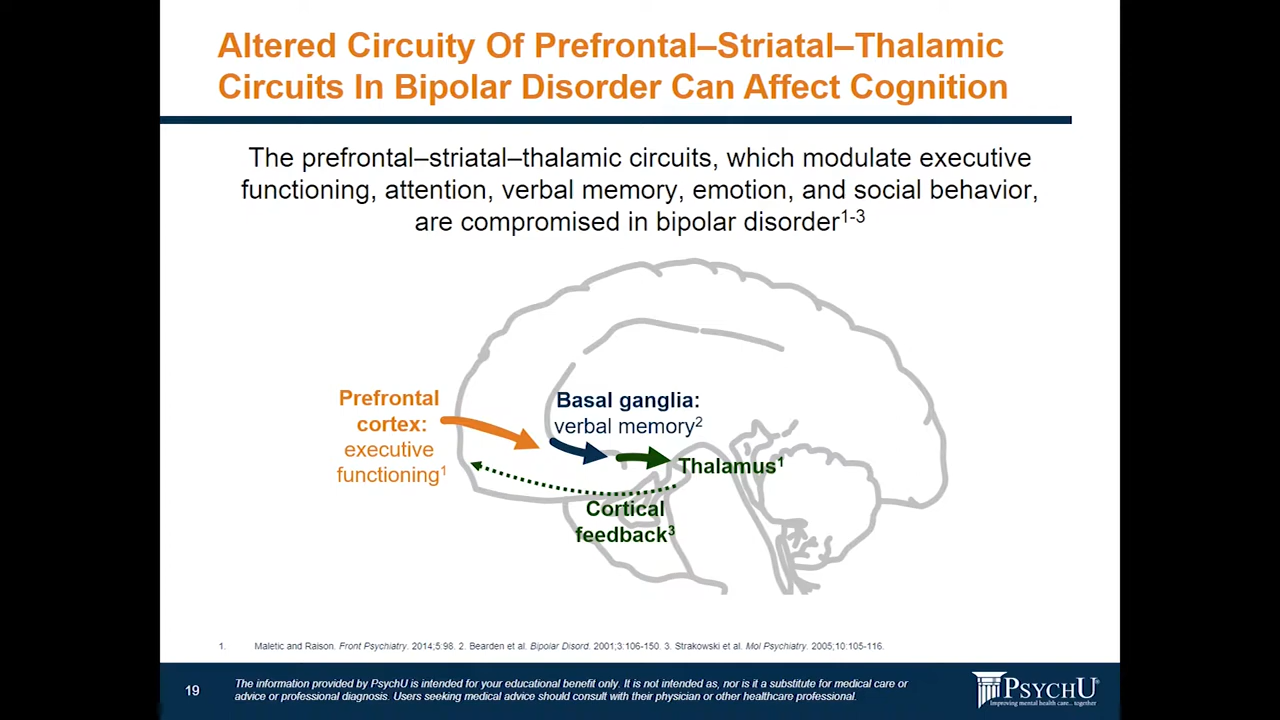 Altered Circuity Of Prefrontal–Striatal–Thalamic
Circuits In Bipolar Disorder Can Affect Cognition
The prefrontal–striatal–thalamic circuits, which modulate executive
functioning, attention, verbal memory, emotion, and social behavior,
are compromised in bipolar disorder1-3
Prefrontal
cortex:
executive
functioning1
Basal ganglia:
verbal memory2
Thalamus1
Cortical
feedback3
1. Maletic and Raison. Front Psychiatry. 2014;5:98. 2. Bearden et al. Bipolar Disord. 2001;3:106-150. 3. Strakowski et al. Mol Psychiatry. 2005;10:105-116.
19
The information provided by PsychU is intended for your educational benefit only. It is not intended as, nor is it a substitute for medical care or
advice or professional diagnosis. Users seeking medical advice should consult with their physician or other healthcare professional.
PSYCHU
Improving mental health care... together